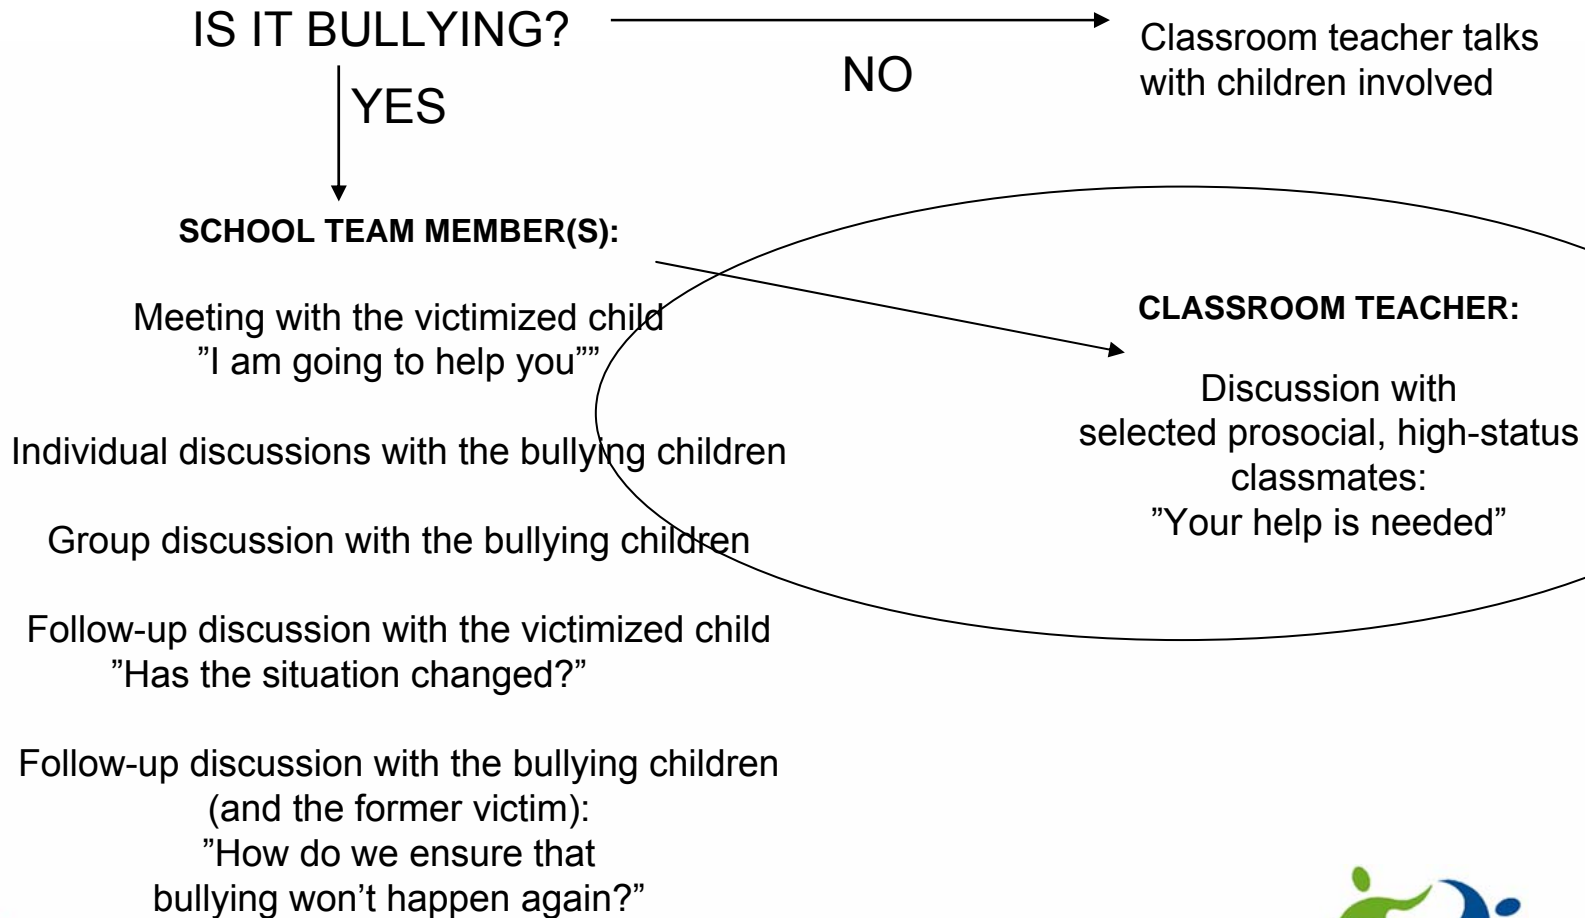 IS IT BULLYING?
NO
Classroom teacher talks
with children involved
YES
SCHOOL TEAM MEMBER(S):
Meeting with the victimized child
”I am going to help you””
Individual discussions with the bullying children
Group discussion with the bullying children
Follow-up discussion with the victimized child
”Has the situation changed?”
Follow-up discussion with the bullying children
(and the former victim):
”How do we ensure that
bullying won’t happen again?”
CLASSROOM TEACHER:
Discussion with
selected prosocial, high-status
classmates:
”Your help is needed”